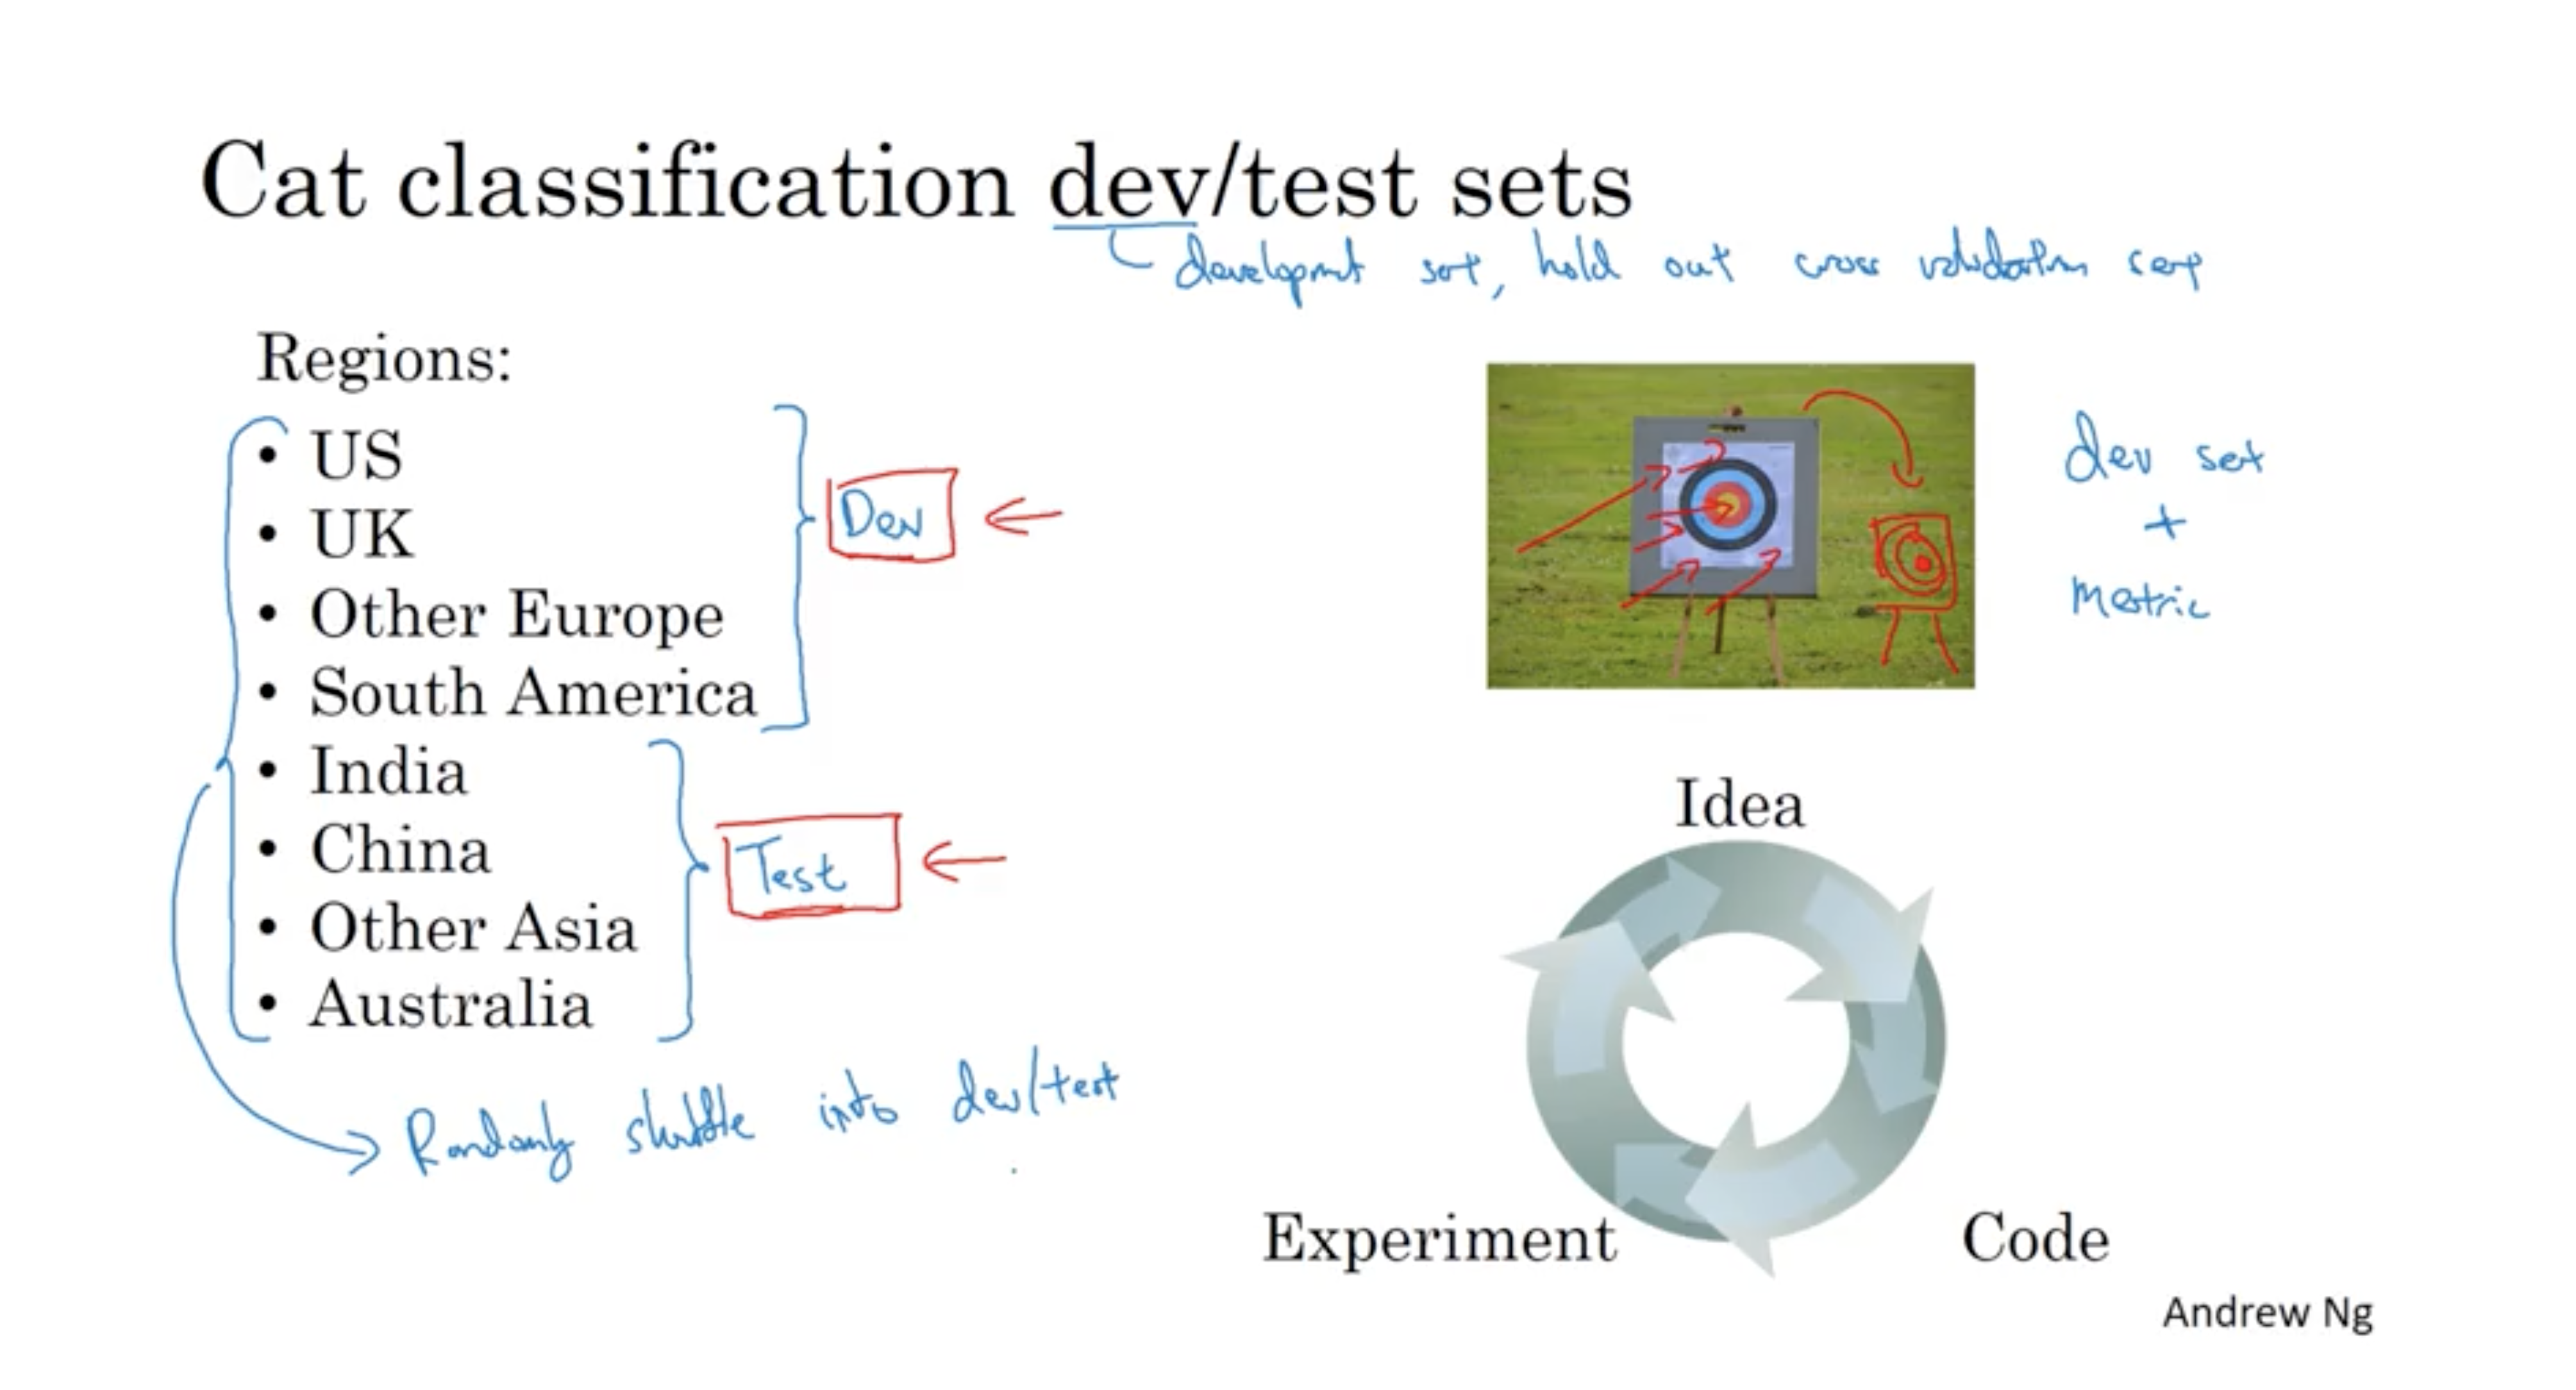 Cat classification dev/test sets
development set, hold out cross validation set
Regions:
• US
• UK
• Other Europe
• South America
• India
• China
• Other Asia
• Australia
Dev
Test
Randomly shuffle into dev/test
dev set
+
metric
Idea
Code
Experiment
Andrew Ng